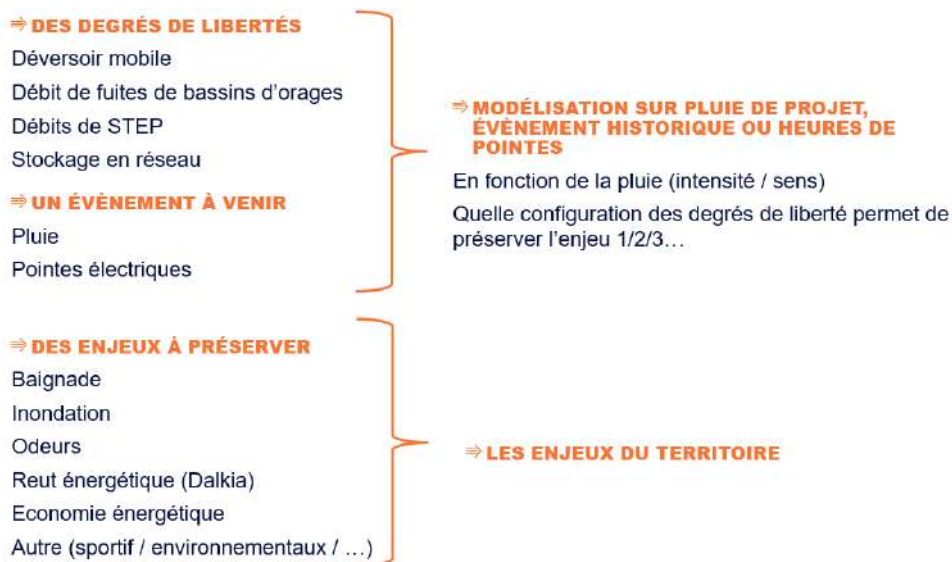 ⇒ DES DEGRÉS DE LIBERTÉS
Déversoir mobile
Débit de fuites de bassins d'orages
Débits de STEP
Stockage en réseau
⇒ UN ÉVÈNEMENT À VENIR
Pluie
Pointes électriques
⇒ MODÉLISATION SUR PLUIE DE PROJET,
ÉVÈNEMENT HISTORIQUE OU HEURES DE
POINTES
En fonction de la pluie (intensité / sens)
Quelle configuration des degrés de liberté permet de
préserver l'enjeu 1/2/3…
⇒ DES ENJEUX À PRÉSERVER
Baignade
Inondation
Odeurs
Reut énergétique (Dalkia)
Economie énergétique
Autre (sportif / environnementaux / …)
⇒ LES ENJEUX DU TERRITOIRE